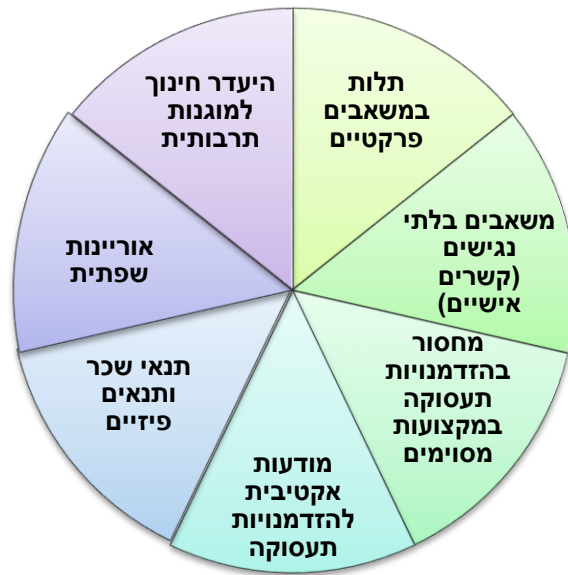 תלות
במשאבים
פרקטיים
משאבים בלתי
נגישים
(קשרים
אישיים)
מחסור
בהזדמנויות
תעסוקה
במקצועות
מסוימים
מודעות
אקטיבית
להזדמנויות
תעסוקה
תנאי שכר
ותנאים
פיזיים
אוריינות
שפתית
היעדר חינוך
למוגנות
תרבותית